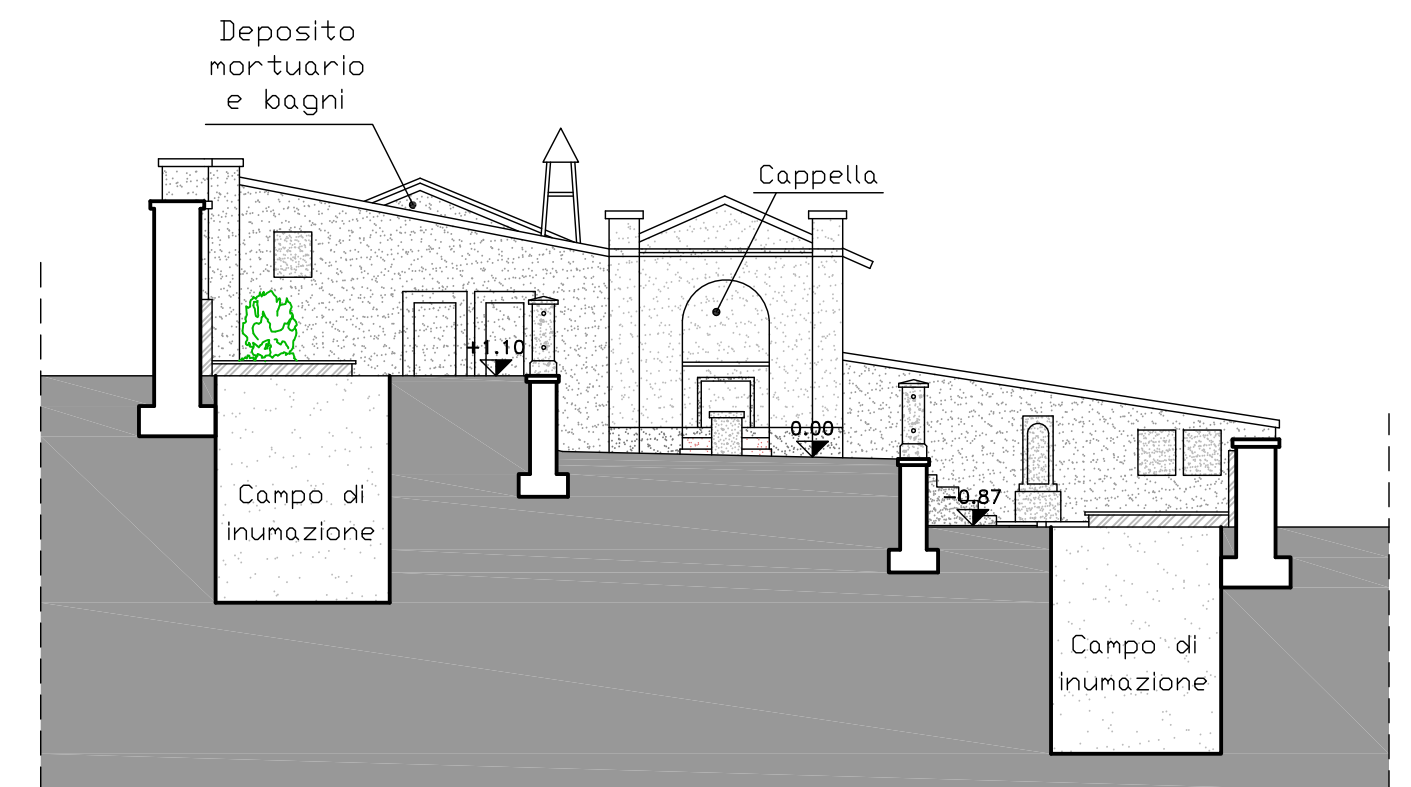 Deposito
mortuario
e bagni
Cappella
+1.10
0.00
-0.87
Campo di
inumazione
Campo di
inumazione